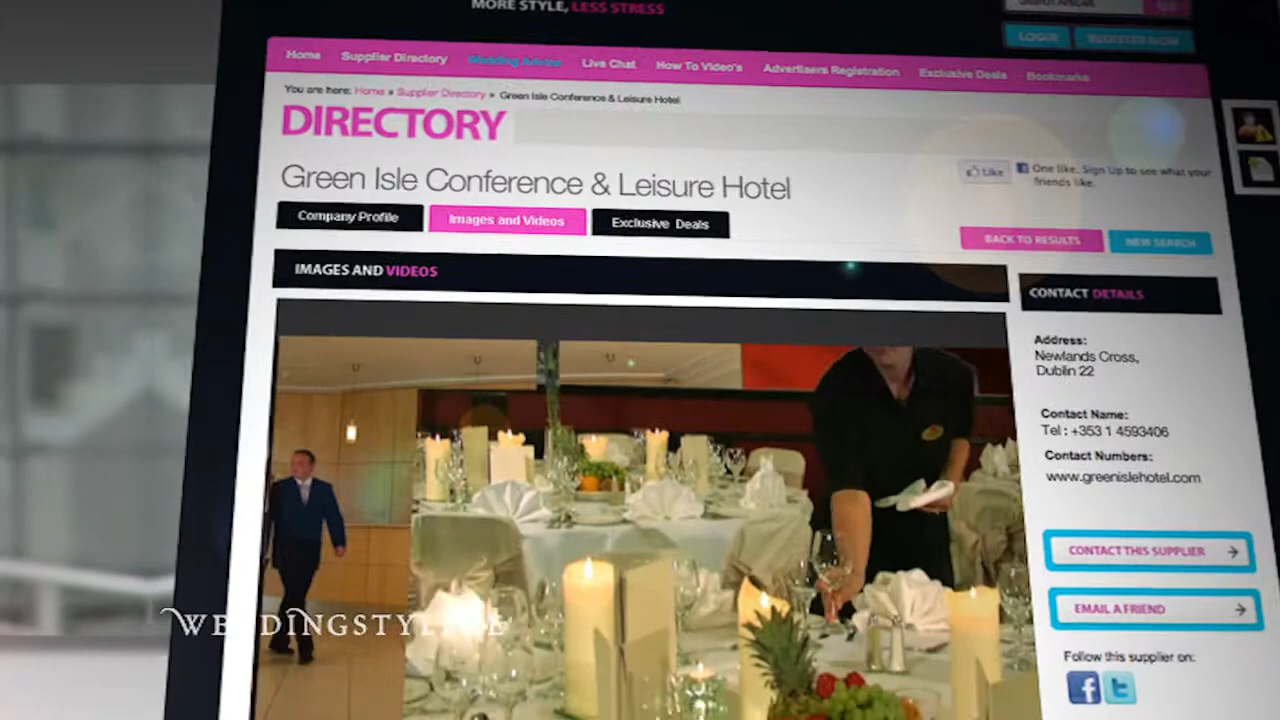 MORE STYLE, LESS STRESS
LOGIN
REGISTER NOW
Home
Supplier Directory
Wedding Advice
Live Chat
How To Video's
Advertisers Registration
Exclusive Deals
Bookmarks
You are here: Home » Supplier Directory » Green Isle Conference & Leisure Hotel
DIRECTORY
Green Isle Conference & Leisure Hotel
Like
One like. Sign Up to see what your
friends like.
Company Profile
Images and Videos
Exclusive Deals
BACK TO RESULTS
NEW SEARCH
IMAGES AND VIDEOS
CONTACT DETAILS
Address:
Newlands Cross,
Dublin 22
Contact Name:
Tel : +353 1 4593406
Contact Numbers:
www.greenislehotel.com
CONTACT THIS SUPPLIER
EMAIL A FRIEND
Follow this supplier on: